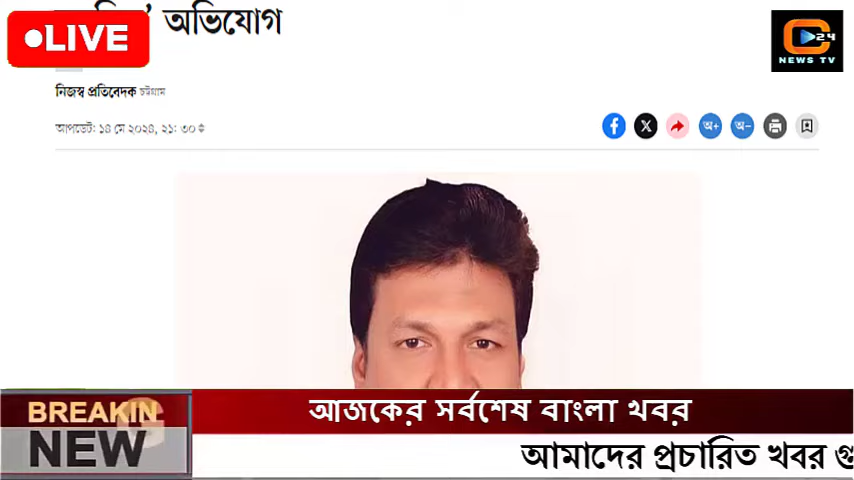 LIVE
’ অভিযোগ
C 24
NEWS TV
নিজস্ব প্রতিবেদক চট্টগ্রাম
আপডেট: ১৪ মে ২০২৪, ২১: ৩০
অ+ অ-
BREAKIN
NEW
আজকের সর্বশেষ বাংলা খবর
আমাদের প্রচারিত খবর গু